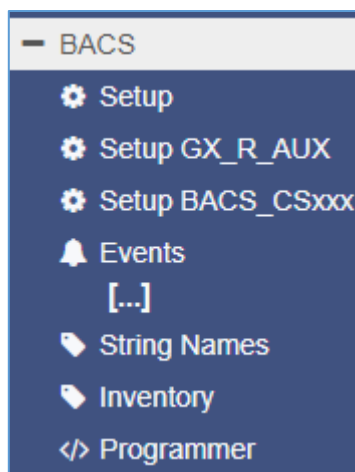 BACS
Setup
Setup GX_R_AUX
Setup BACS_CSxxx
Events
[...]
String Names
Inventory
Programmer